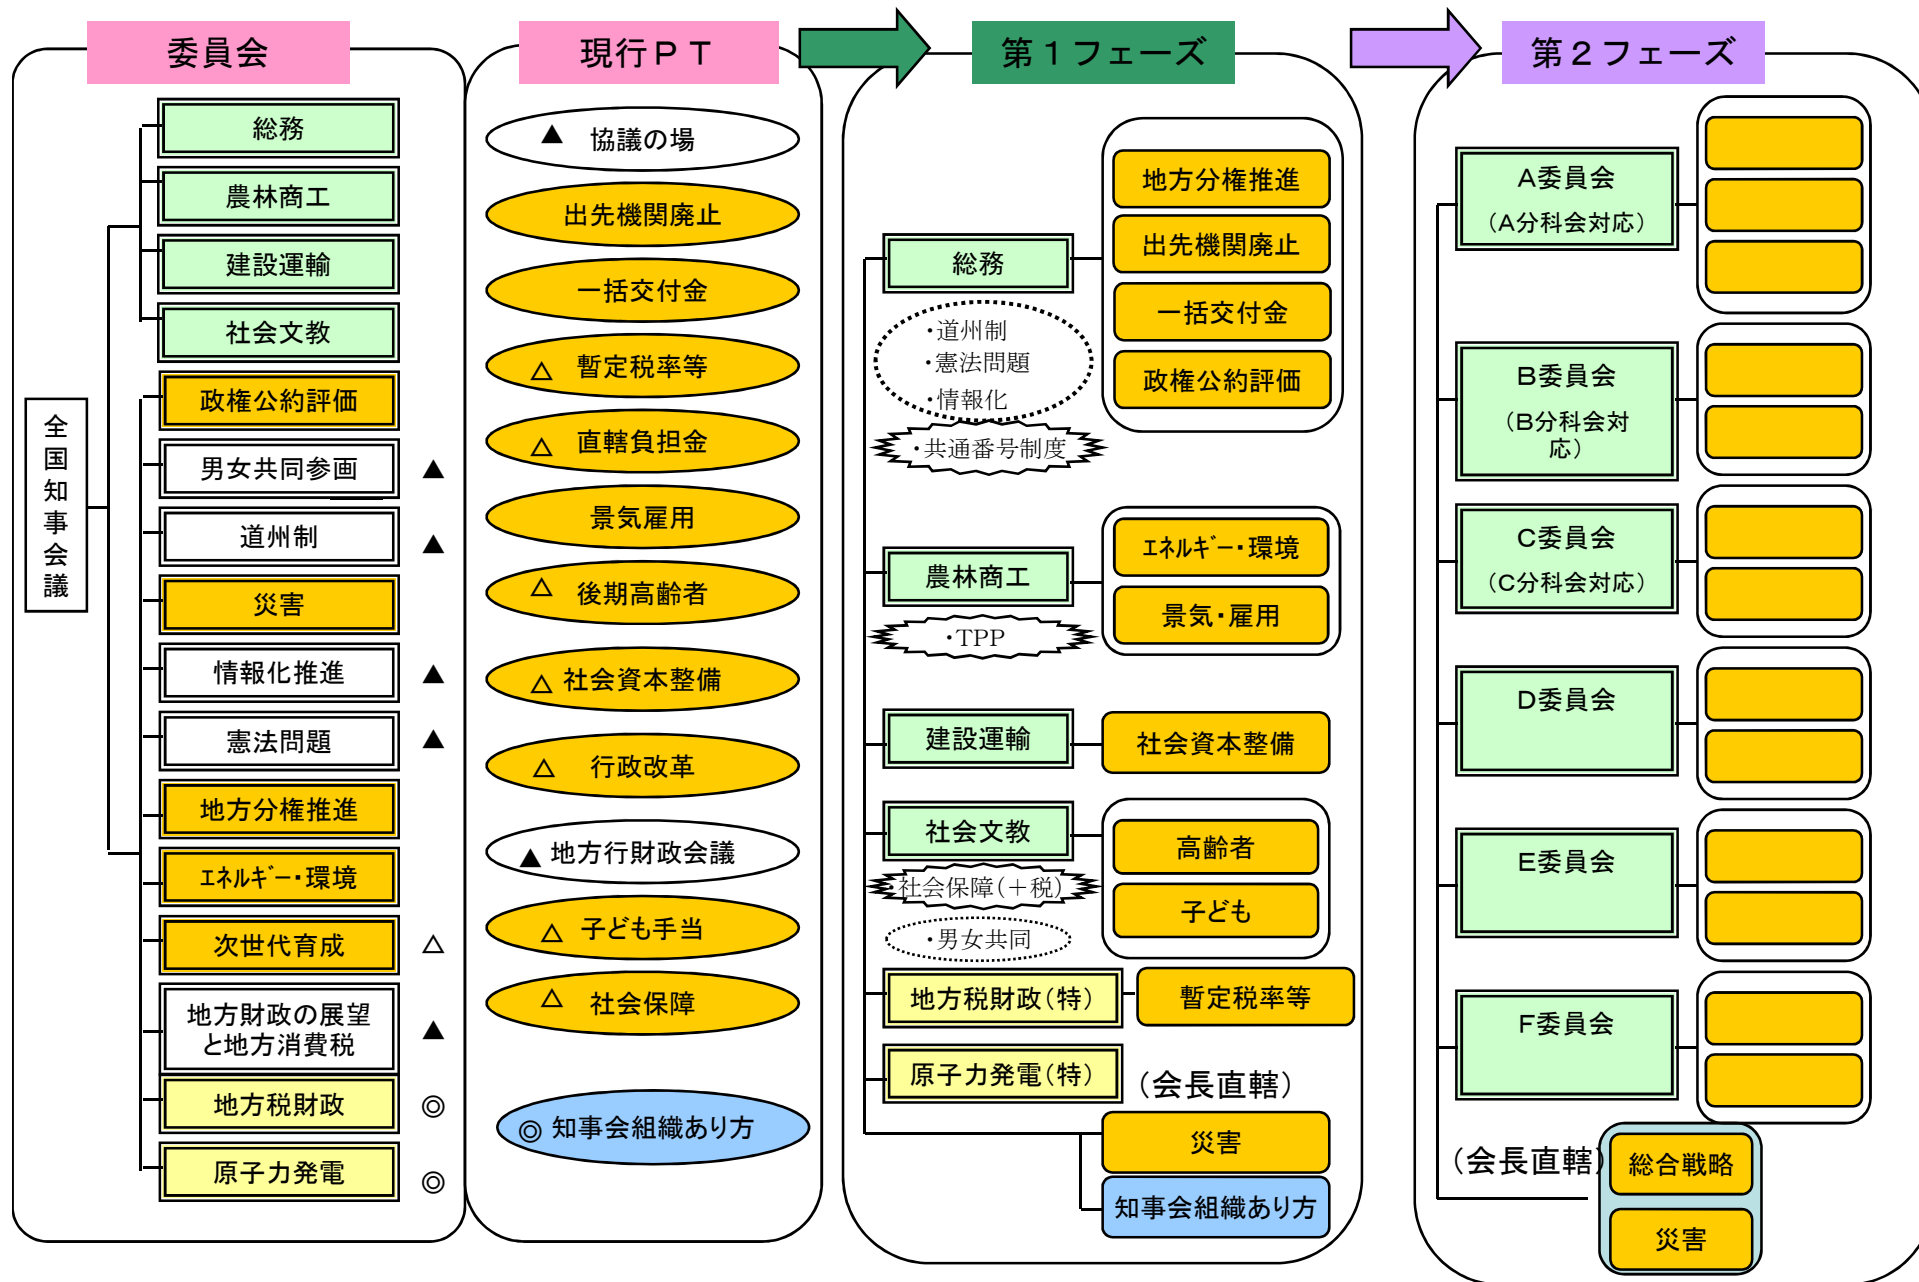 委員会
総務
農林商工
建設運輸
社会文教
全国知事会議
政権公約評価
男女共同参画 ▲
道州制 ▲
災害
情報化推進 ▲
憲法問題 ▲
地方分権推進
エネルギー・環境
次世代育成 △
地方財政の展望
と地方消費税 ▲
地方税財政 ◎
原子力発電 ◎
現行PT
▲ 協議の場
出先機関廃止
一括交付金
△ 暫定税率等
△ 直轄負担金
景気雇用
△ 後期高齢者
△ 社会資本整備
△ 行政改革
▲ 地方行財政会議
△ 子ども手当
△ 社会保障
◎ 知事会組織あり方
第1フェーズ
総務
・道州制
・憲法問題
・情報化
・共通番号制度
地方分権推進
出先機関廃止
一括交付金
政権公約評価
農林商工
・TPP
エネルギー・環境
景気・雇用
建設運輸
社会資本整備
社会文教
・社会保障(+税)
・男女共同
高齢者
子ども
地方税財政(特)
暫定税率等
原子力発電(特)
(会長直轄)
災害
知事会組織あり方
第2フェーズ
A委員会
(A分科会対応)
B委員会
(B分科会対
応)
C委員会
(C分科会対応)
D委員会
E委員会
F委員会
(会長直轄)
総合戦略
災害